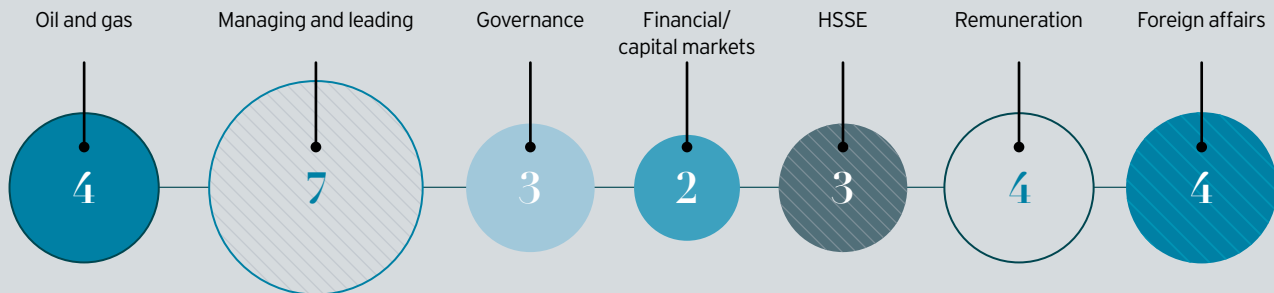 Oil and gas
Managing and leading
Governance
Financial/
capital markets
HSSE
Remuneration
Foreign affairs
4
7
3
2
3
4
4